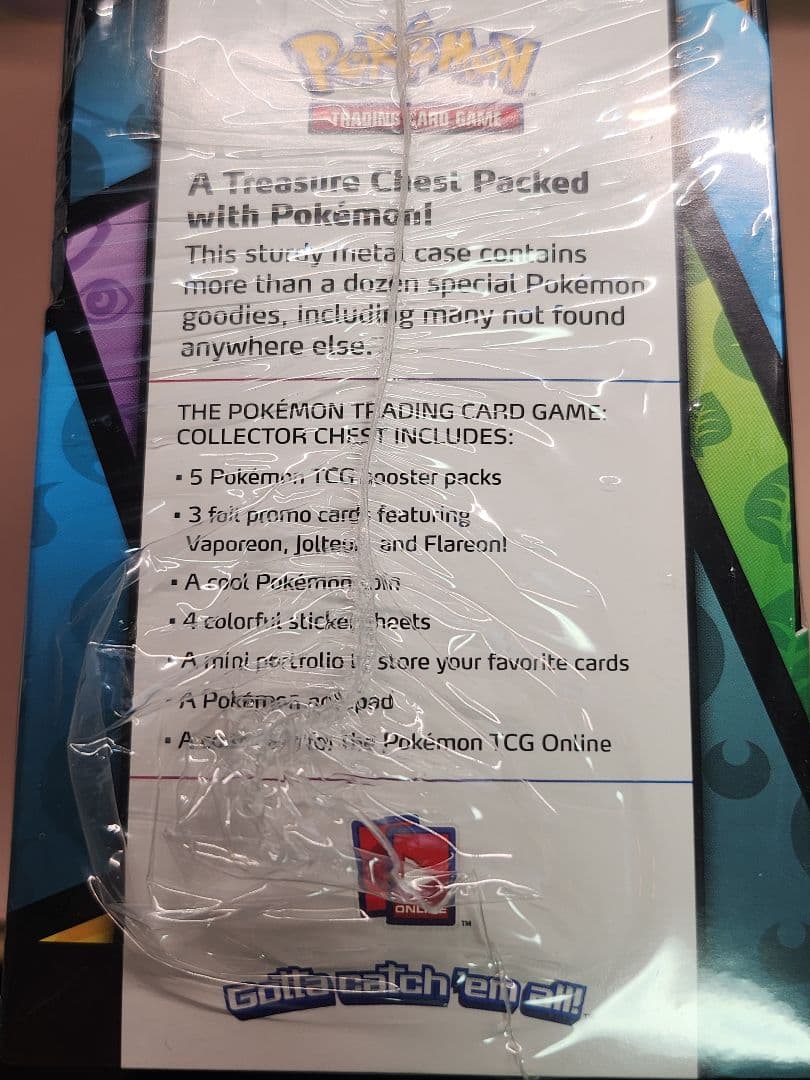 POKéMON
TRADING CARD GAME
A Treasure Chest Packed
with Pokémon!
This sturdy metal case contains
more than a dozen special Pokémon
goodies, including many not found
anywhere else.
THE POKÉMON TRADING CARD GAME:
COLLECTOR CHEST INCLUDES:
▪ 5 Pokémon TCG booster packs
▪ 3 foil promo cards featuring
Vaporeon, Jolteon, and Flareon!
▪ A cool Pokémon coin
▪ 4 colorful sticker sheets
▪ A mini portfolio to store your favorite cards
▪ A Pokémon notepad
▪ A for the Pokémon TCG Online
ONLINE
TM
Gotta catch 'em all!